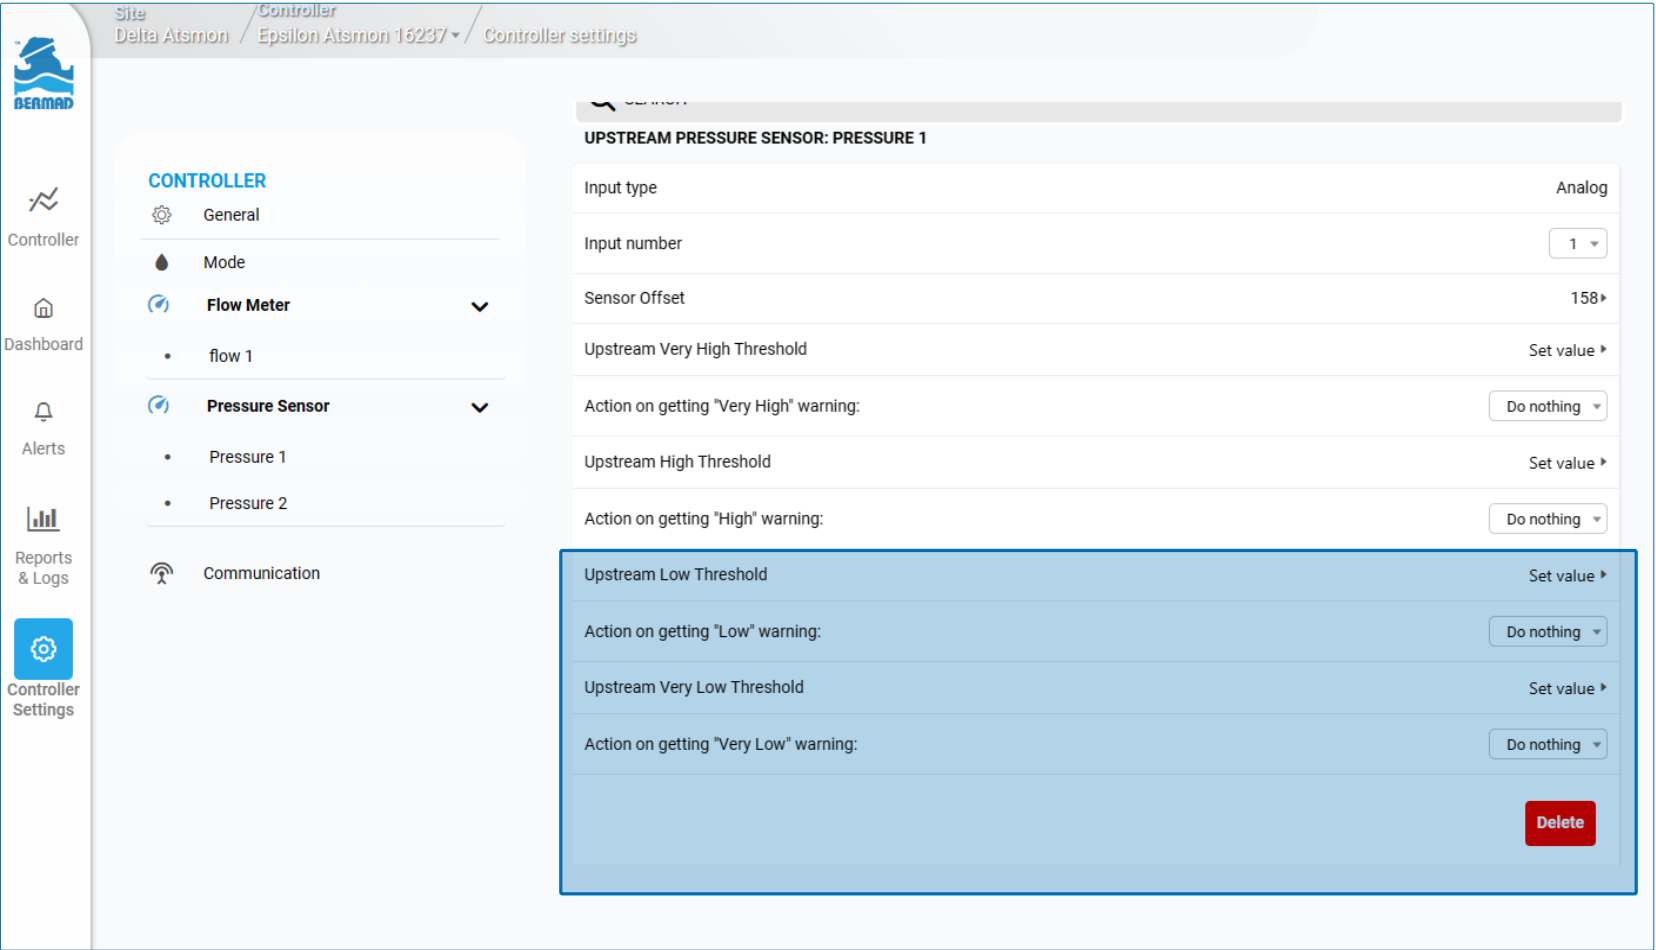 Site
Controller
Delta Atsmon / Epsilon Atsmon 16237 / Controller settings
BERMAD
Controller
Dashboard
Alerts
Reports
& Logs
Controller
Settings
CONTROLLER
General
Mode
Flow Meter
• flow 1
Pressure Sensor
• Pressure 1
• Pressure 2
Communication
SEARCH
UPSTREAM PRESSURE SENSOR: PRESSURE 1
Input type Analog
Input number 1
Sensor Offset 158
Upstream Very High Threshold Set value
Action on getting "Very High" warning: Do nothing
Upstream High Threshold Set value
Action on getting "High" warning: Do nothing
Upstream Low Threshold Set value
Action on getting "Low" warning: Do nothing
Upstream Very Low Threshold Set value
Action on getting "Very Low" warning: Do nothing
Delete